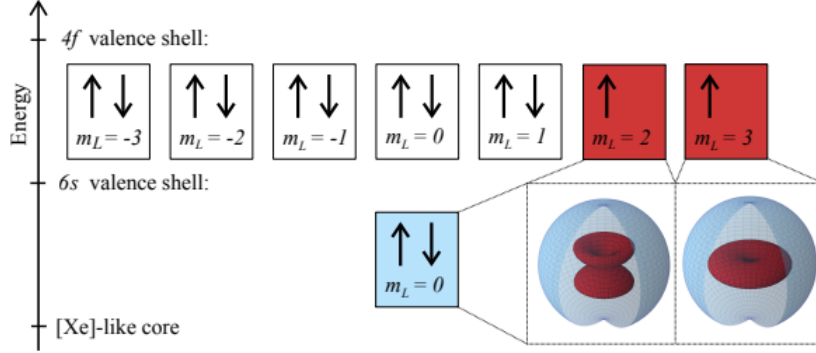 Energy
4f valence shell:
m_L = -3
m_L = -2
m_L = -1
m_L = 0
m_L = 1
m_L = 2
m_L = 3
6s valence shell:
m_L = 0
[Xe]-like core